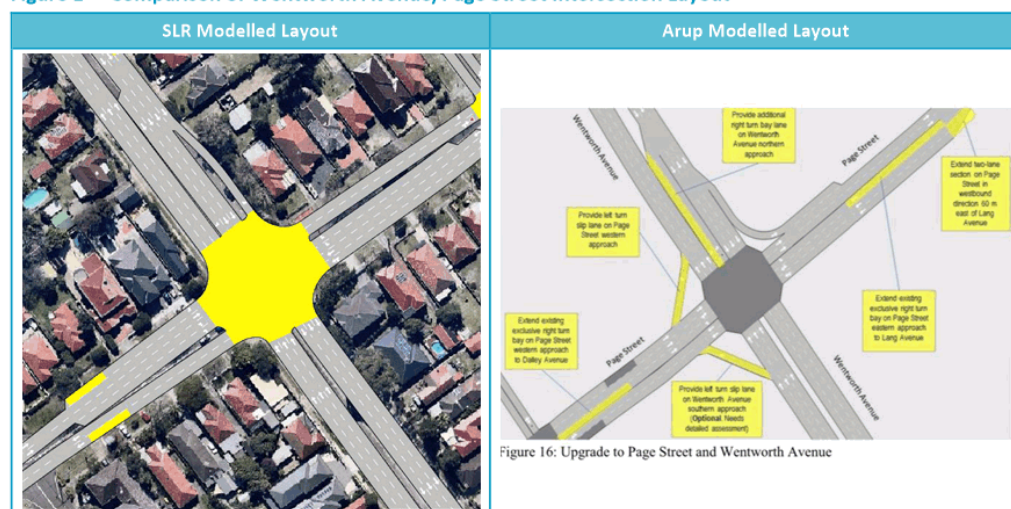 SLR Modelled Layout
Arup Modelled Layout
Wentworth Avenue
Provide additional
right turn bay lane
on Wentworth
Avenue northern
approach
Page Street
Extend two-lane
section on Page
Street in
westbound
direction 60 m
east of Lang
Avenue
Provide left turn
slip lane on Page
Street western
approach
Extend existing
exclusive right turn
bay on Page Street
western approach
to Dalley Avenue
Page Street
Extend existing
exclusive right turn
bay on Page Street
eastern approach
to Lang Avenue
Wentworth Avenue
Provide left turn slip
lane on Wentworth
Avenue southern
approach
(Optional. Needs
detailed assessment)
Figure 16: Upgrade to Page Street and Wentworth Avenue